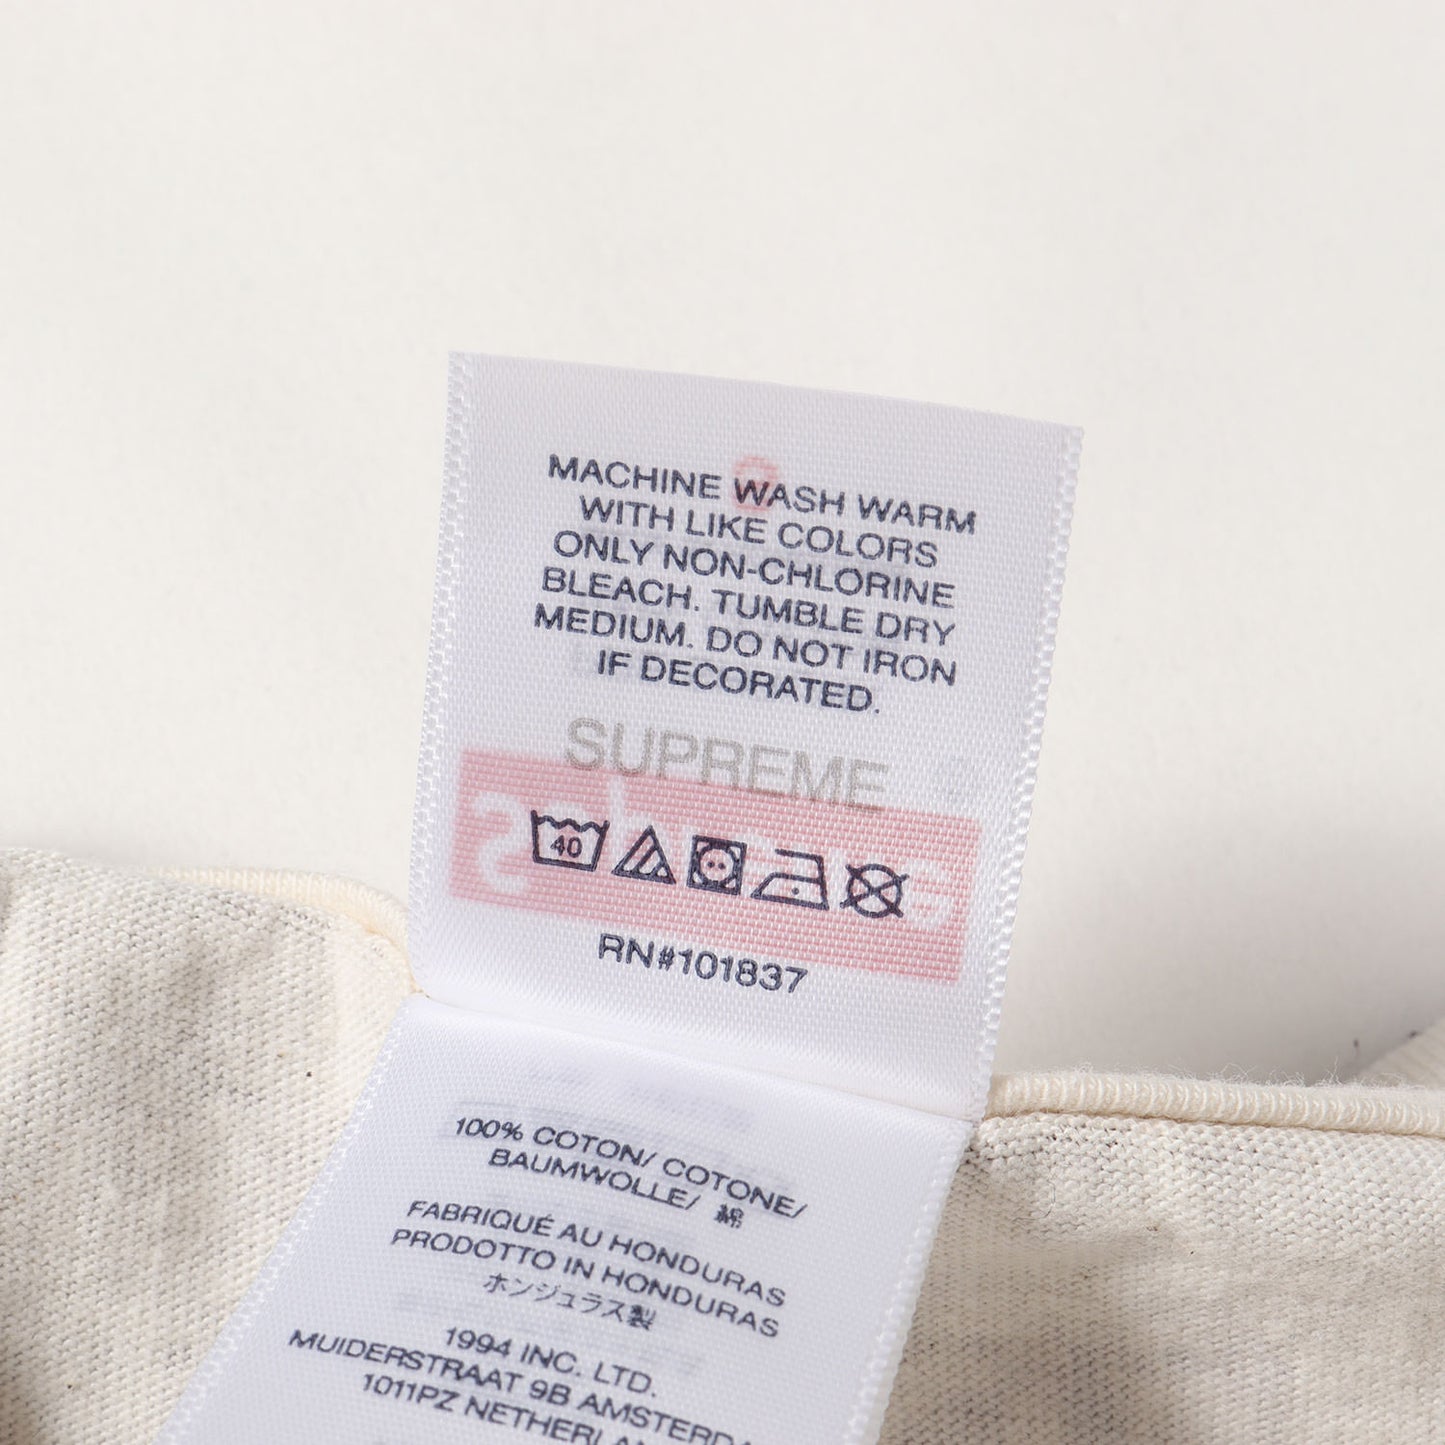 MACHINE WASH WARM
WITH LIKE COLORS
ONLY NON-CHLORINE
BLEACH. TUMBLE DRY
MEDIUM. DO NOT IRON
IF DECORATED.
SUPREME
40
RN#101837
100% COTON/ COTONE/
BAUMWOLLE/ 綿
FABRIQUÉ AU HONDURAS
PRODOTTO IN HONDURAS
ホンジュラス製
1994 INC. LTD.
MUIDERSTRAAT 9B AMSTERDA
1011PZ NETHERLA